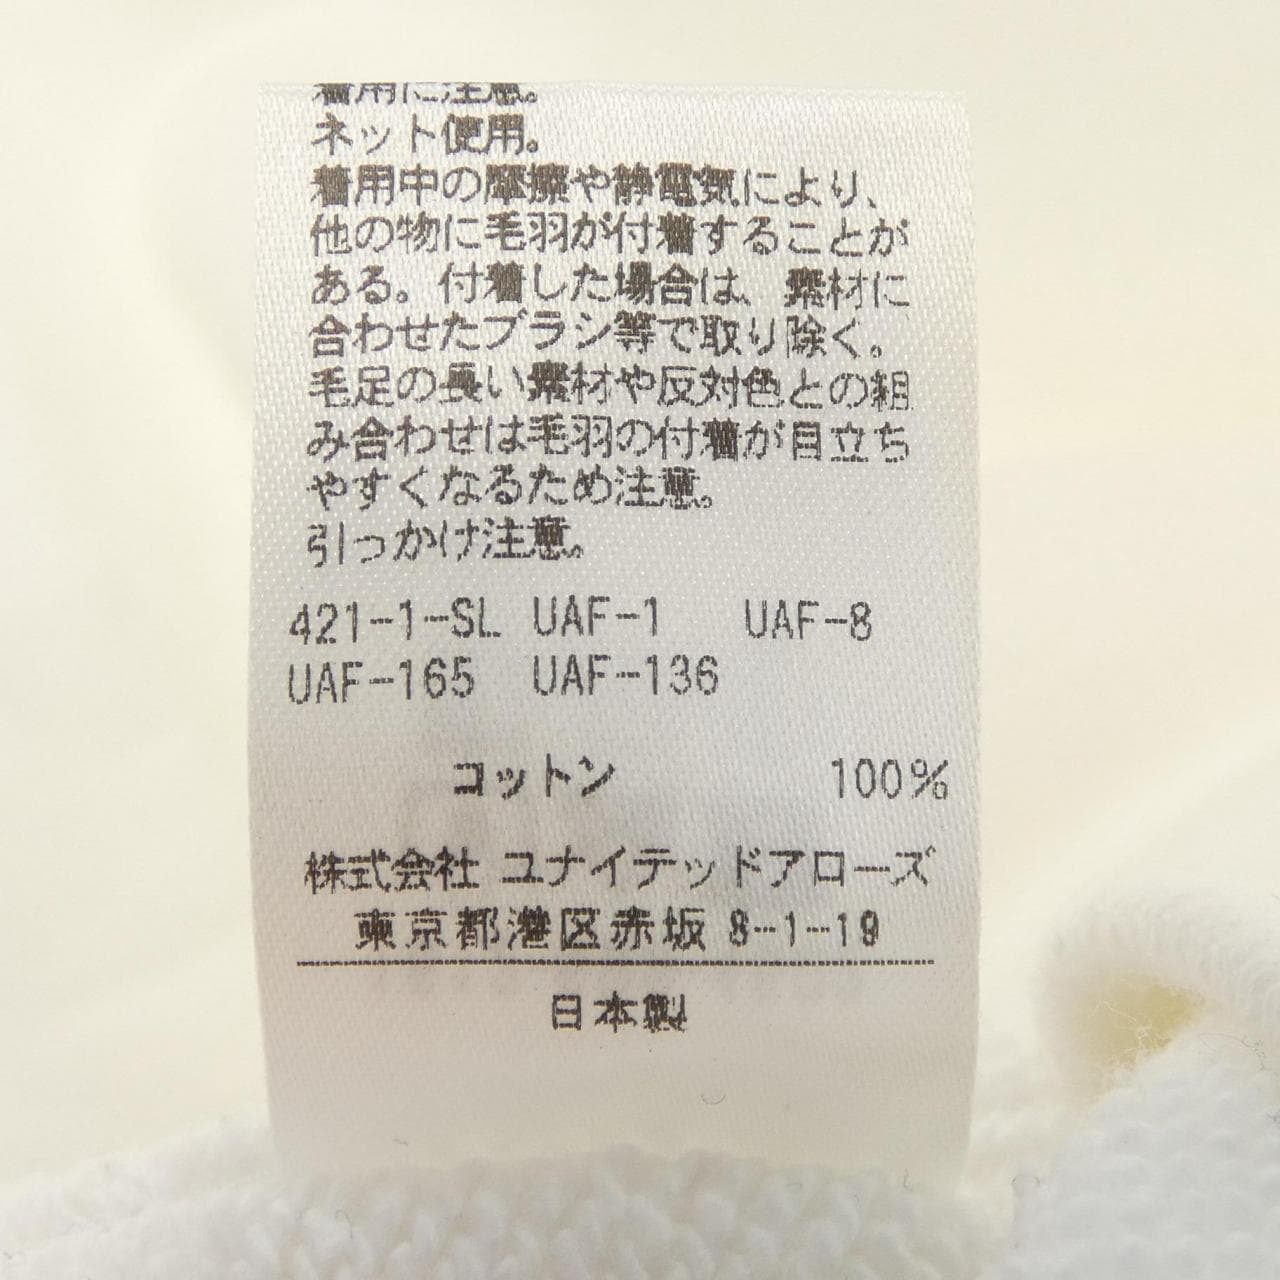 着用に注意。
ネット使用。
着用中の摩擦や静電気により、
他の物に毛羽が付着することが
ある。付着した場合は、素材に
合わせたブラシ等で取り除く。
毛足の長い素材や反対色との組
み合わせは毛羽の付着が目立ち
やすくなるため注意。
引っかけ注意。
421-1-SL UAF-1 UAF-8
UAF-165 UAF-136
コットン 100%
株式会社 ユナイテッドアローズ
東京都港区赤坂 8-1-19
日本製